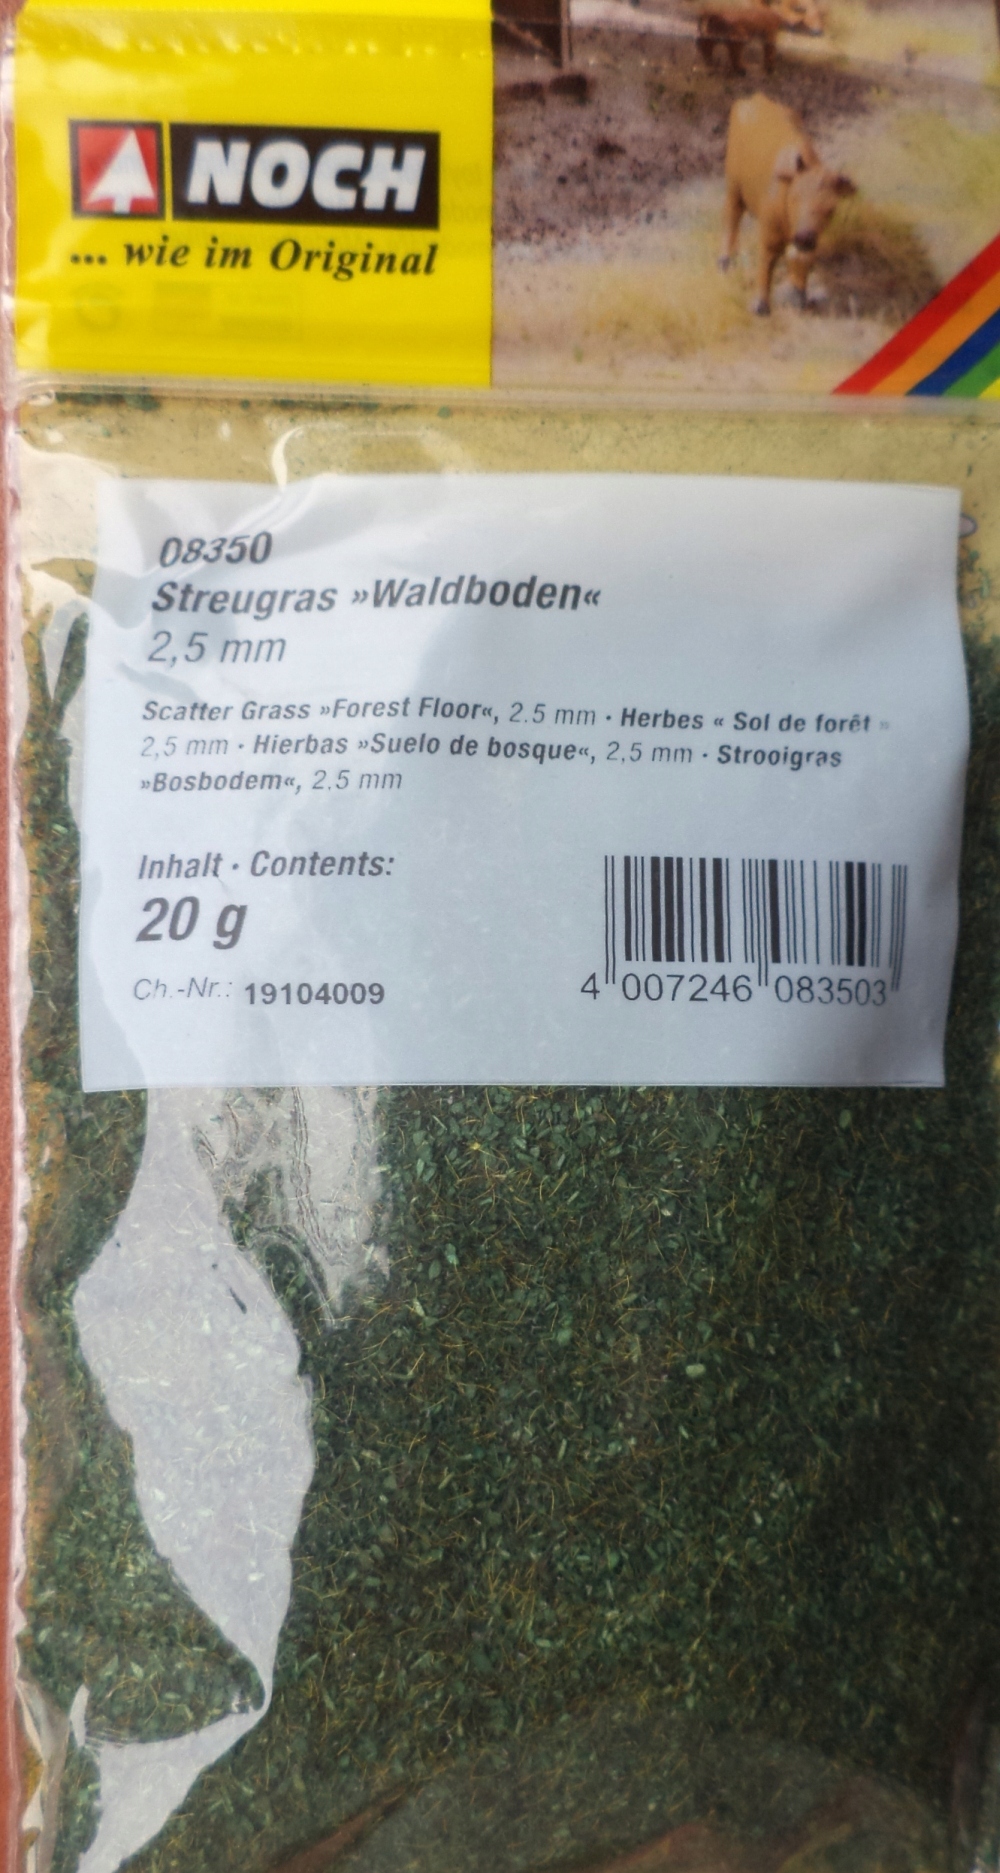 NOCH
... wie im Original
08350
Streugras »Waldboden«
2,5 mm
Scatter Grass »Forest Floor«, 2.5 mm · Herbes « Sol de forêt »
2,5 mm · Hierbas »Suelo de bosque«, 2,5 mm · Strooigras
»Bosbodem«, 2.5 mm
Inhalt · Contents:
20 g
Ch.-Nr.: 19104009
4 007246 083503